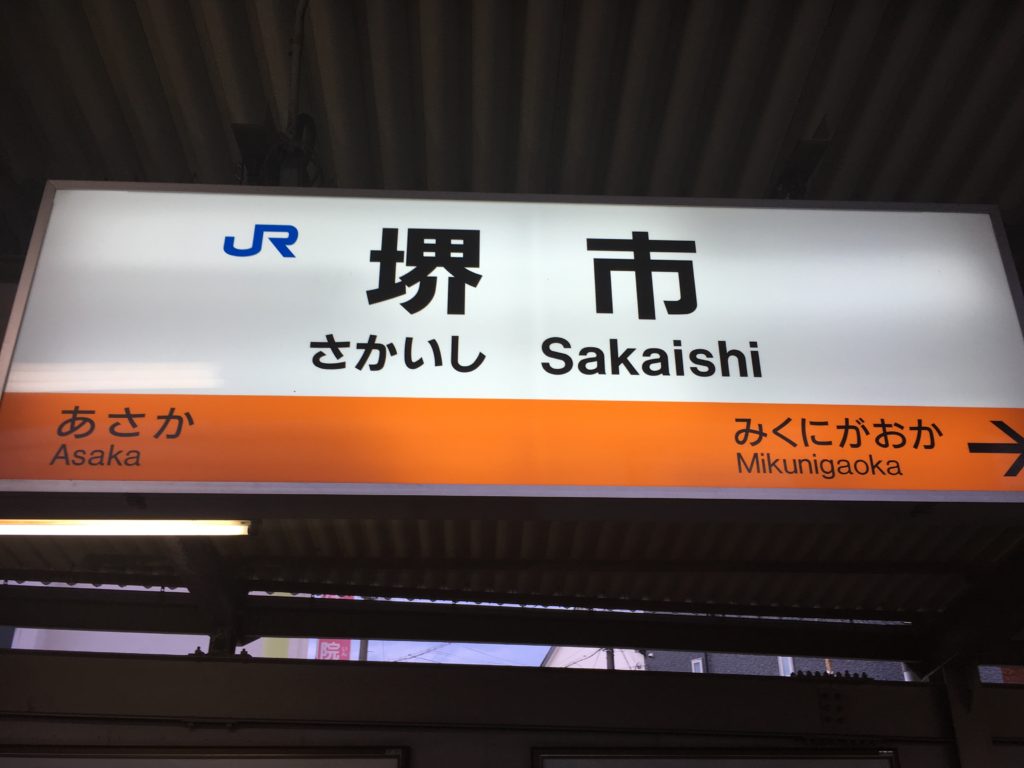 JR 堺市
さかいし Sakaishi
あさか
Asaka
みくにがおか →
Mikunigaoka
院